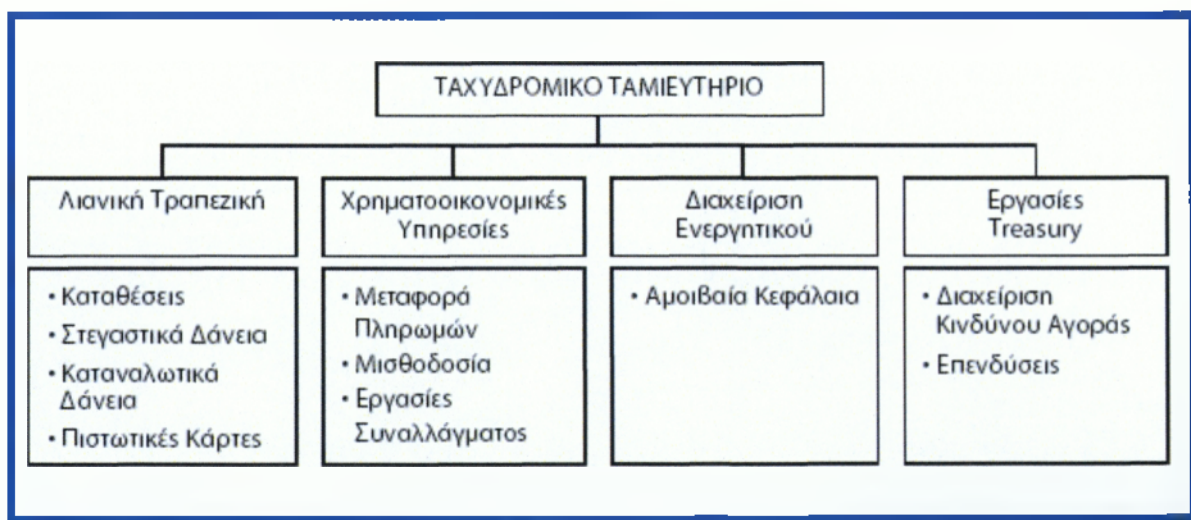 ΤΑΧΥΔΡΟΜΙΚΟ ΤΑΜΙΕΥΤΗΡΙΟ
Λιανική Τραπεζική
Χρηματοοικονομικές
Υπηρεσίες
Διαχείριση
Ενεργητικού
Εργασίες
Treasury
• Καταθέσεις
• Στεγαστικά Δάνεια
• Καταναλωτικά
Δάνεια
• Πιστωτικές Κάρτες
• Μεταφορά
Πληρωμών
• Μισθοδοσία
• Εργασίες
Συναλλάγματος
• Αμοιβαία Κεφάλαια
• Διαχείριση
Κινδύνου Αγοράς
• Επενδύσεις